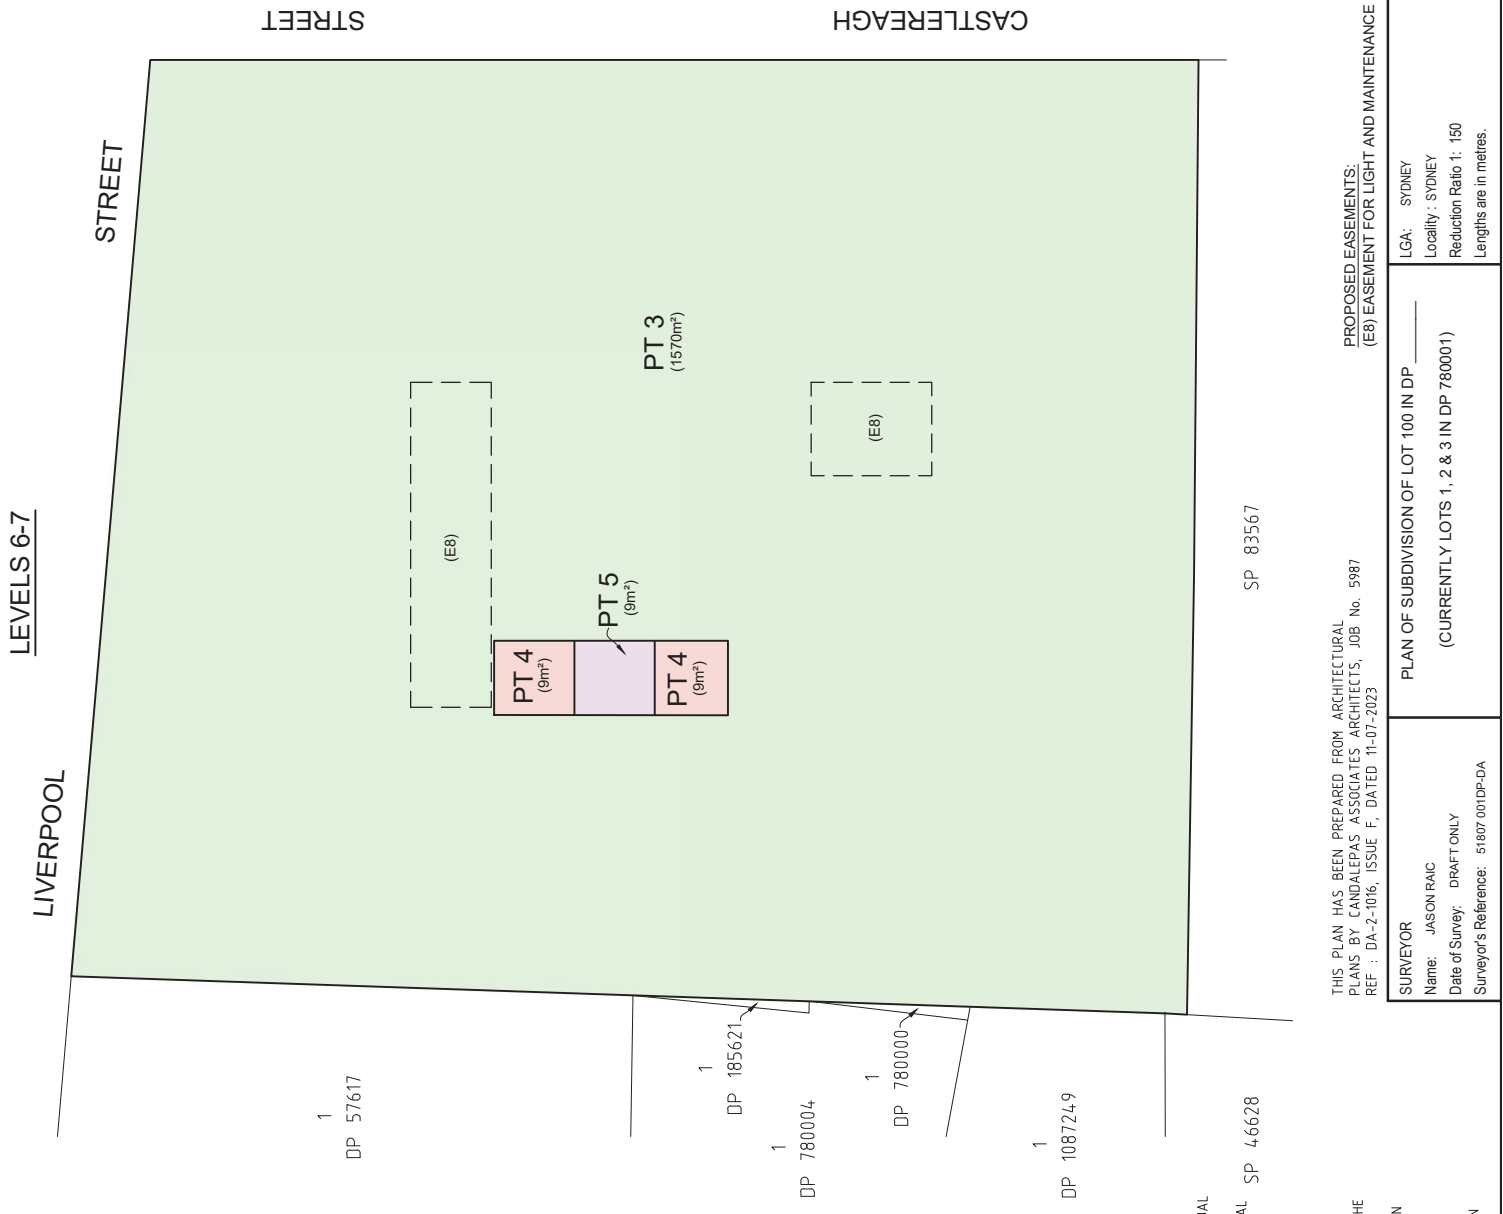 LEVELS 6-7
LIVERPOOL
STREET
CASTLEREAGH
STREET
(E8)
PT 4
(9m²)
PT 5
(9m²)
PT 4
(9m²)
PT 3
(1570m²)
(E8)
1
DP 57617
1
DP 185621
1
DP 780004
1
DP 780000
1
DP 1087249
SP 46628
SP 83567
PROPOSED EASEMENTS:
(E8) EASEMENT FOR LIGHT AND MAINTENANCE
THIS PLAN HAS BEEN PREPARED FROM ARCHITECTURAL
PLANS BY CANDALEPAS ASSOCIATES ARCHITECTS, JOB No. 5987
REF : DA-2-1016, ISSUE F, DATED 11-07-2023
SURVEYOR
Name: JASON RAIC
Date of Survey: DRAFT ONLY
Surveyor's Reference: 51807 001DP-DA
PLAN OF SUBDIVISION OF LOT 100 IN DP ______
(CURRENTLY LOTS 1, 2 & 3 IN DP 780001)
LGA: SYDNEY
Locality : SYDNEY
Reduction Ratio 1: 150
Lengths are in metres.